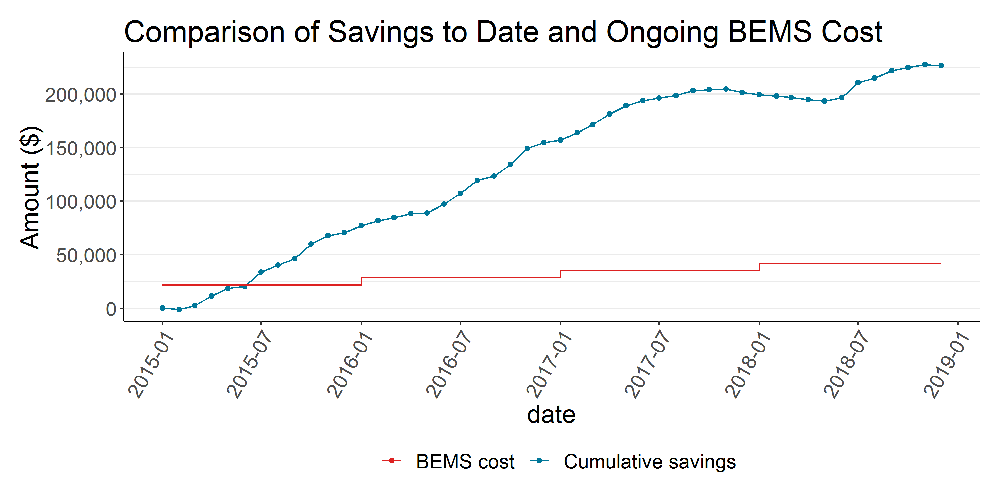 Comparison of Savings to Date and Ongoing BEMS Cost
Amount ($)
200,000
150,000
100,000
50,000
0
2015-01
2015-07
2016-01
2016-07
2017-01
2017-07
2018-01
2018-07
2019-01
date
BEMS cost
Cumulative savings